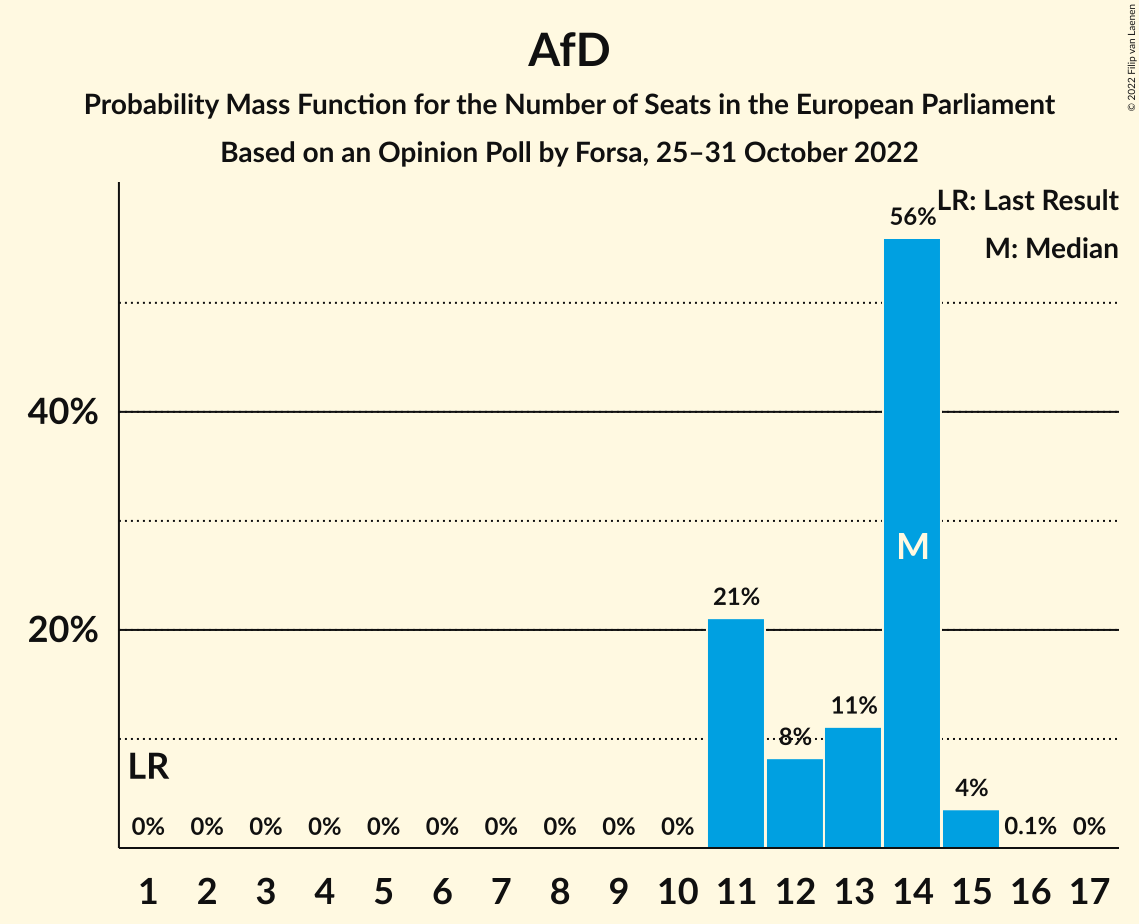 AfD
Probability Mass Function for the Number of Seats in the European Parliament
Based on an Opinion Poll by Forsa, 25–31 October 2022
© 2022 Filip van Laenen
LR: Last Result
M: Median
56%
40%
M
21%
20%
11%
8%
LR
4%
0% 0% 0% 0% 0% 0% 0% 0% 0% 0% 0.1% 0%
1 2 3 4 5 6 7 8 9 10 11 12 13 14 15 16 17